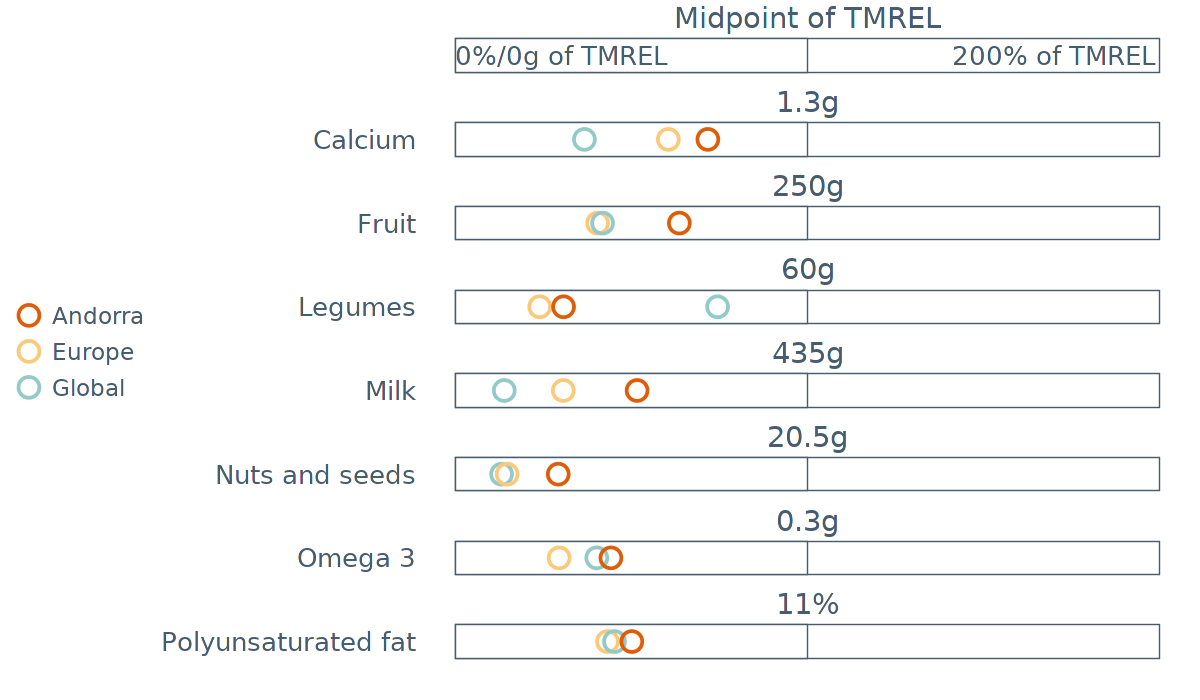 Midpoint of TMREL
0%/0g of TMREL 200% of TMREL
1.3g
Calcium
250g
Fruit
60g
Legumes
435g
Milk
20.5g
Nuts and seeds
0.3g
Omega 3
11%
Polyunsaturated fat
Andorra
Europe
Global